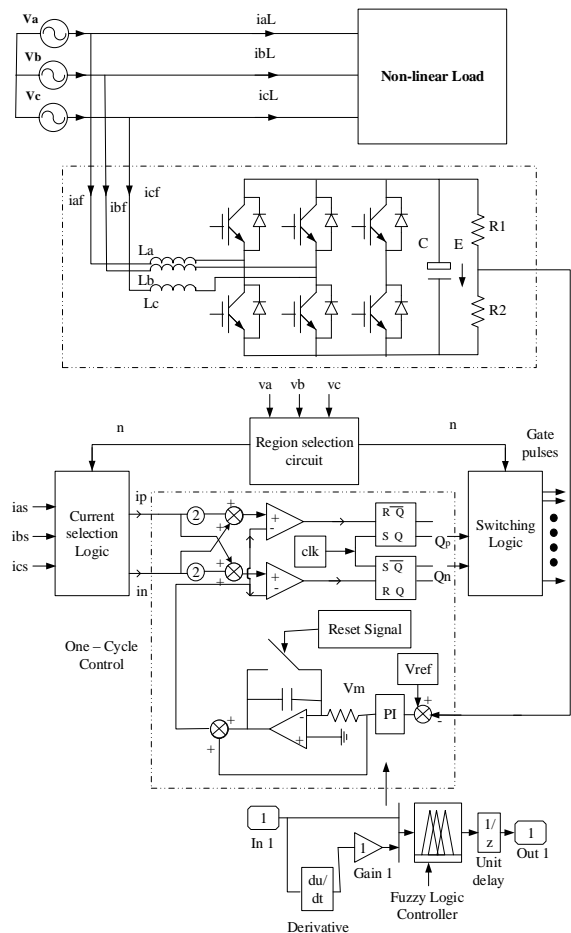 Va
iaL
Vb
ibL
Vc
icL
Non-linear Load
iaf
ibf
icf
La
Lb
Lc
C
E
R1
R2
va
vb
vc
n
Region selection
circuit
n
Gate
pulses
ias
ibs
ics
Current
selection
Logic
ip
in
2
2
+
+
+
+
+
-
+
-
clk
R Q
S Q
S Q
R Q
Qp
Qn
Switching
Logic
One – Cycle
Control
Reset Signal
Vref
Vm
-
+
PI
+
-
+
+
1
In 1
1
Gain 1
du/
dt
Derivative
Fuzzy Logic
Controller
1/
z
Unit
delay
1
Out 1